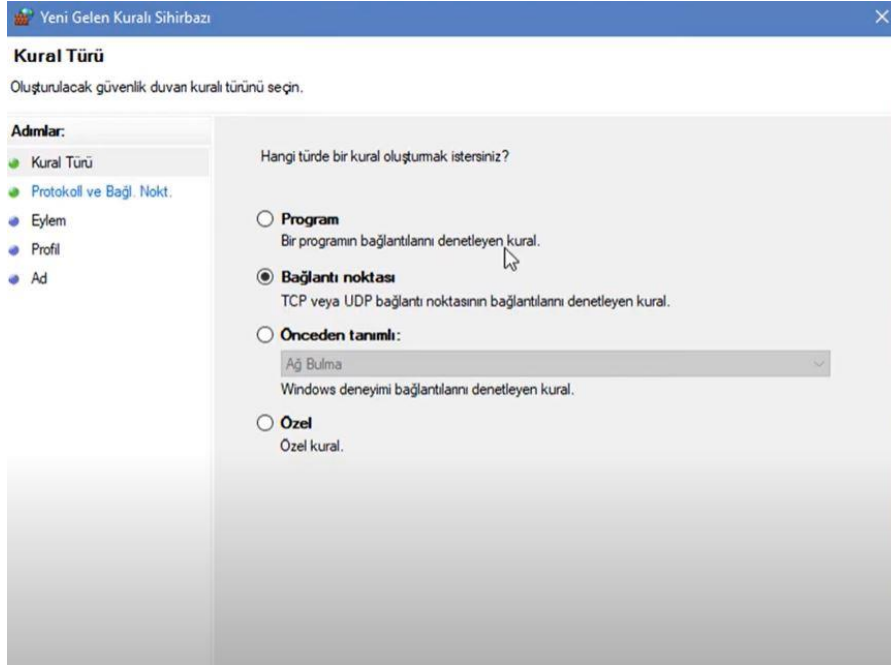 Yeni Gelen Kuralı Sihirbazı
Kural Türü
Oluşturulacak güvenlik duvarı kuralı türünü seçin.
Adımlar:
Kural Türü
Protokoll ve Bağl. Nokt.
Eylem
Profil
Ad
Hangi türde bir kural oluşturmak istersiniz?
Program
Bir programın bağlantılarını denetleyen kural.
Bağlantı noktası
TCP veya UDP bağlantı noktasının bağlantılarını denetleyen kural.
Önceden tanımlı:
Ağ Bulma
Windows deneyimi bağlantılarını denetleyen kural.
Özel
Özel kural.